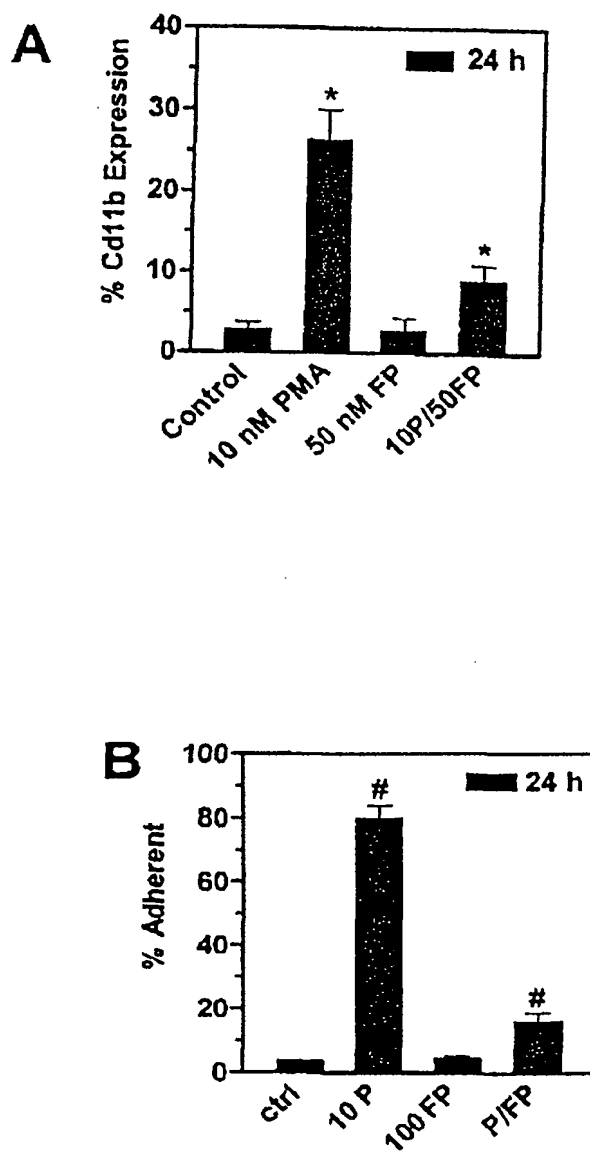 A
40
24 h
*
30
% Cd11b Expression
20
*
10
0
Control
10 nM PMA
50 nM FP
10P/50FP
B
100
24 h
#
80
% Adherent
60
40
#
20
0
ctrl
10 P
100 FP
P/FP